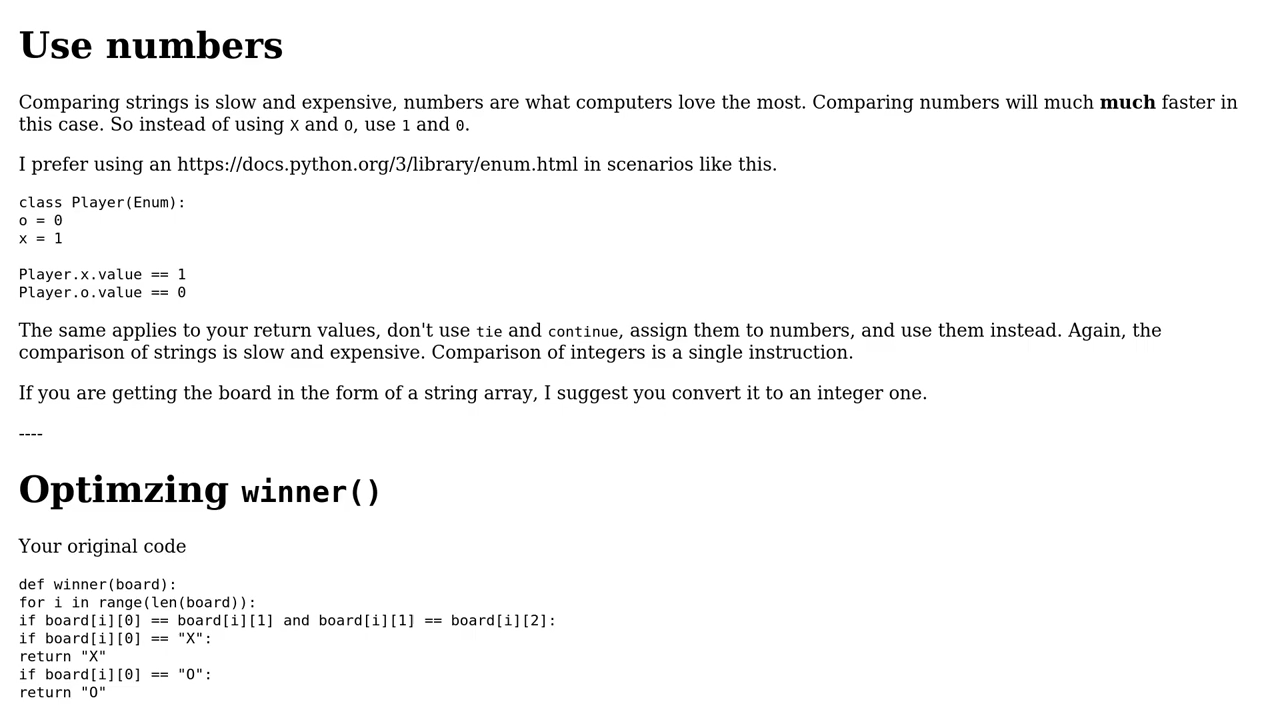 Use numbers
Comparing strings is slow and expensive, numbers are what computers love the most. Comparing numbers will much much faster in
this case. So instead of using X and O, use 1 and 0.
I prefer using an https://docs.python.org/3/library/enum.html in scenarios like this.
class Player(Enum):
o = 0
x = 1
Player.x.value == 1
Player.o.value == 0
The same applies to your return values, don't use tie and continue, assign them to numbers, and use them instead. Again, the
comparison of strings is slow and expensive. Comparison of integers is a single instruction.
If you are getting the board in the form of a string array, I suggest you convert it to an integer one.
----
Optimzing winner()
Your original code
def winner(board):
for i in range(len(board)):
if board[i][0] == board[i][1] and board[i][1] == board[i][2]:
if board[i][0] == "X":
return "X"
if board[i][0] == "O":
return "O"